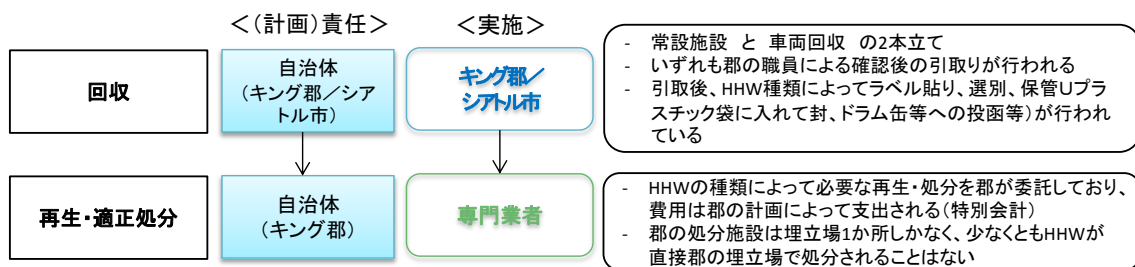 ＜（計画）責任＞
＜実施＞
回収
自治体
（キング郡／シア
トル市）
キング郡／
シアトル市
- 常設施設 と 車両回収 の2本立て
- いずれも郡の職員による確認後の引取りが行われる
- 引取後、HHW種類によってラベル貼り、選別、保管Uプラ
スチック袋に入れて封、ドラム缶等への投函等）が行われ
ている
再生・適正処分
自治体
（キング郡）
専門業者
- HHWの種類によって必要な再生・処分を郡が委託しており、
費用は郡の計画によって支出される（特別会計）
- 郡の処分施設は埋立場1か所しかなく、少なくともHHWが
直接郡の埋立場で処分されることはない